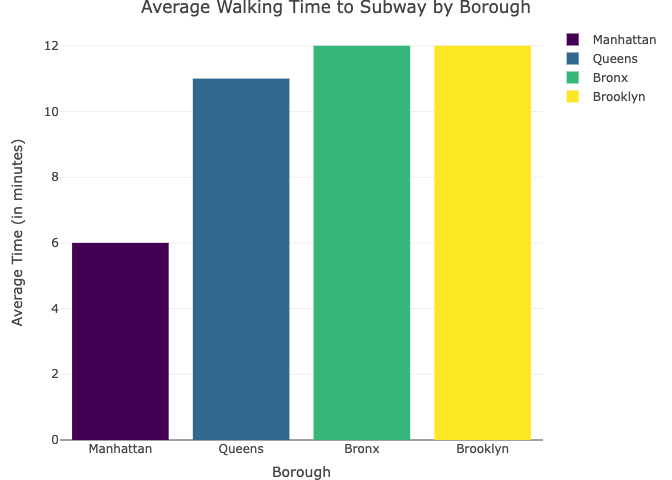 Average Walking Time to Subway by Borough
Manhattan
Queens
Bronx
Brooklyn
12
10
8
6
4
2
0
Average Time (in minutes)
Manhattan Queens Bronx Brooklyn
Borough